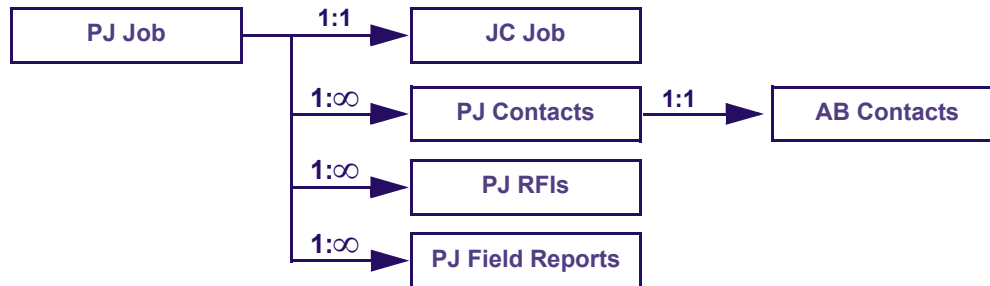 PJ Job
1:1
JC Job
1:∞
PJ Contacts
1:1
AB Contacts
1:∞
PJ RFIs
1:∞
PJ Field Reports